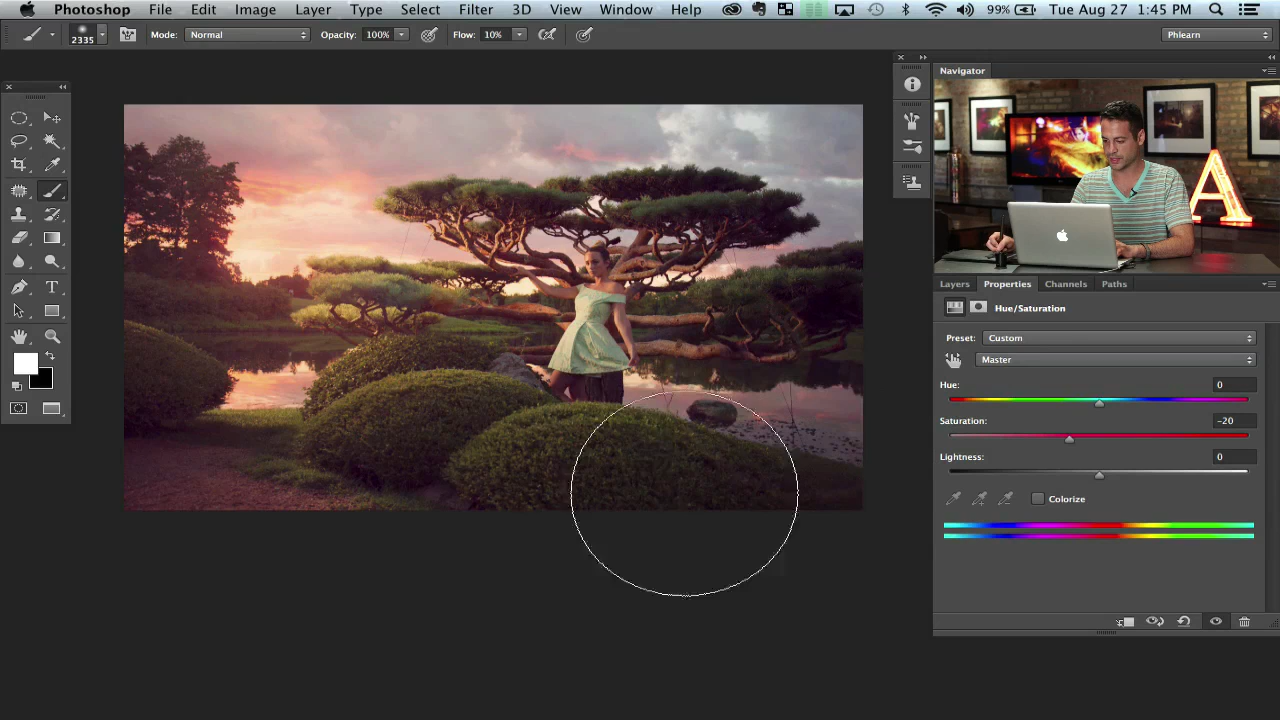 Photoshop File Edit Image Layer Type Select Filter 3D View Window Help 99% Tue Aug 27 1:45 PM
2335 Mode: Normal Opacity: 100% Flow: 10% Phlearn
Navigator
A
T
Layers Properties Channels Paths
Hue/Saturation
Preset: Custom
Master
Hue: 0
Saturation: -20
Lightness: 0
Colorize